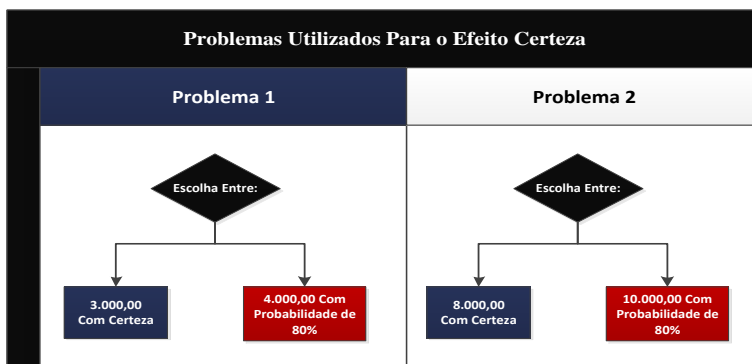 Problemas Utilizados Para o Efeito Certeza
Problema 1
Problema 2
Escolha Entre:
Escolha Entre:
3.000,00
Com Certeza
4.000,00 Com
Probabilidade de
80%
8.000,00
Com Certeza
10.000,00 Com
Probabilidade de
80%